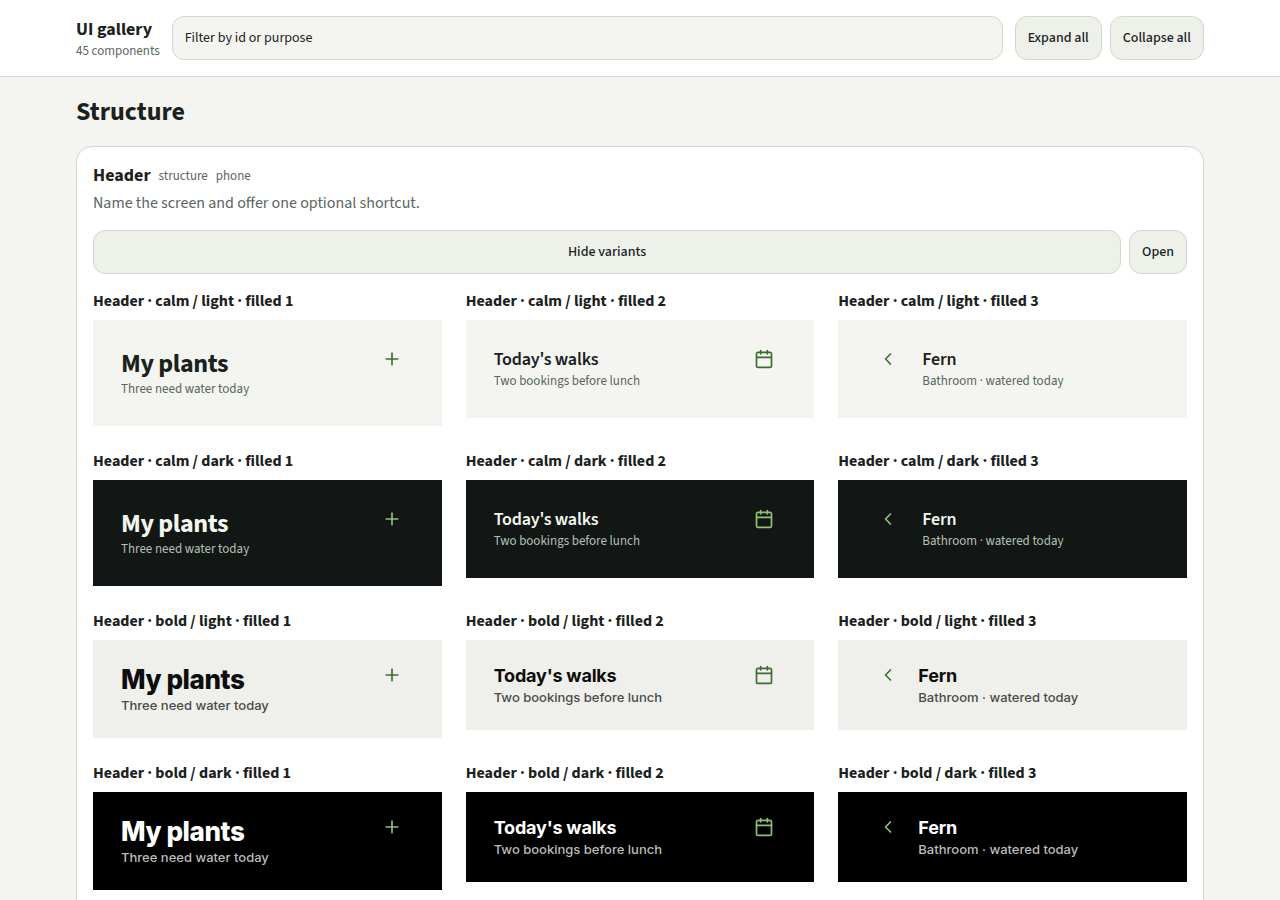 UI gallery
45 components
Filter by id or purpose
Expand all
Collapse all
Structure
Header structure phone
Name the screen and offer one optional shortcut.
Hide variants
Open
Header · calm / light · filled 1
Header · calm / light · filled 2
Header · calm / light · filled 3
My plants
Three need water today
Today's walks
Two bookings before lunch
Fern
Bathroom · watered today
Header · calm / dark · filled 1
Header · calm / dark · filled 2
Header · calm / dark · filled 3
My plants
Three need water today
Today's walks
Two bookings before lunch
Fern
Bathroom · watered today
Header · bold / light · filled 1
Header · bold / light · filled 2
Header · bold / light · filled 3
My plants
Three need water today
Today's walks
Two bookings before lunch
Fern
Bathroom · watered today
Header · bold / dark · filled 1
Header · bold / dark · filled 2
Header · bold / dark · filled 3
My plants
Three need water today
Today's walks
Two bookings before lunch
Fern
Bathroom · watered today